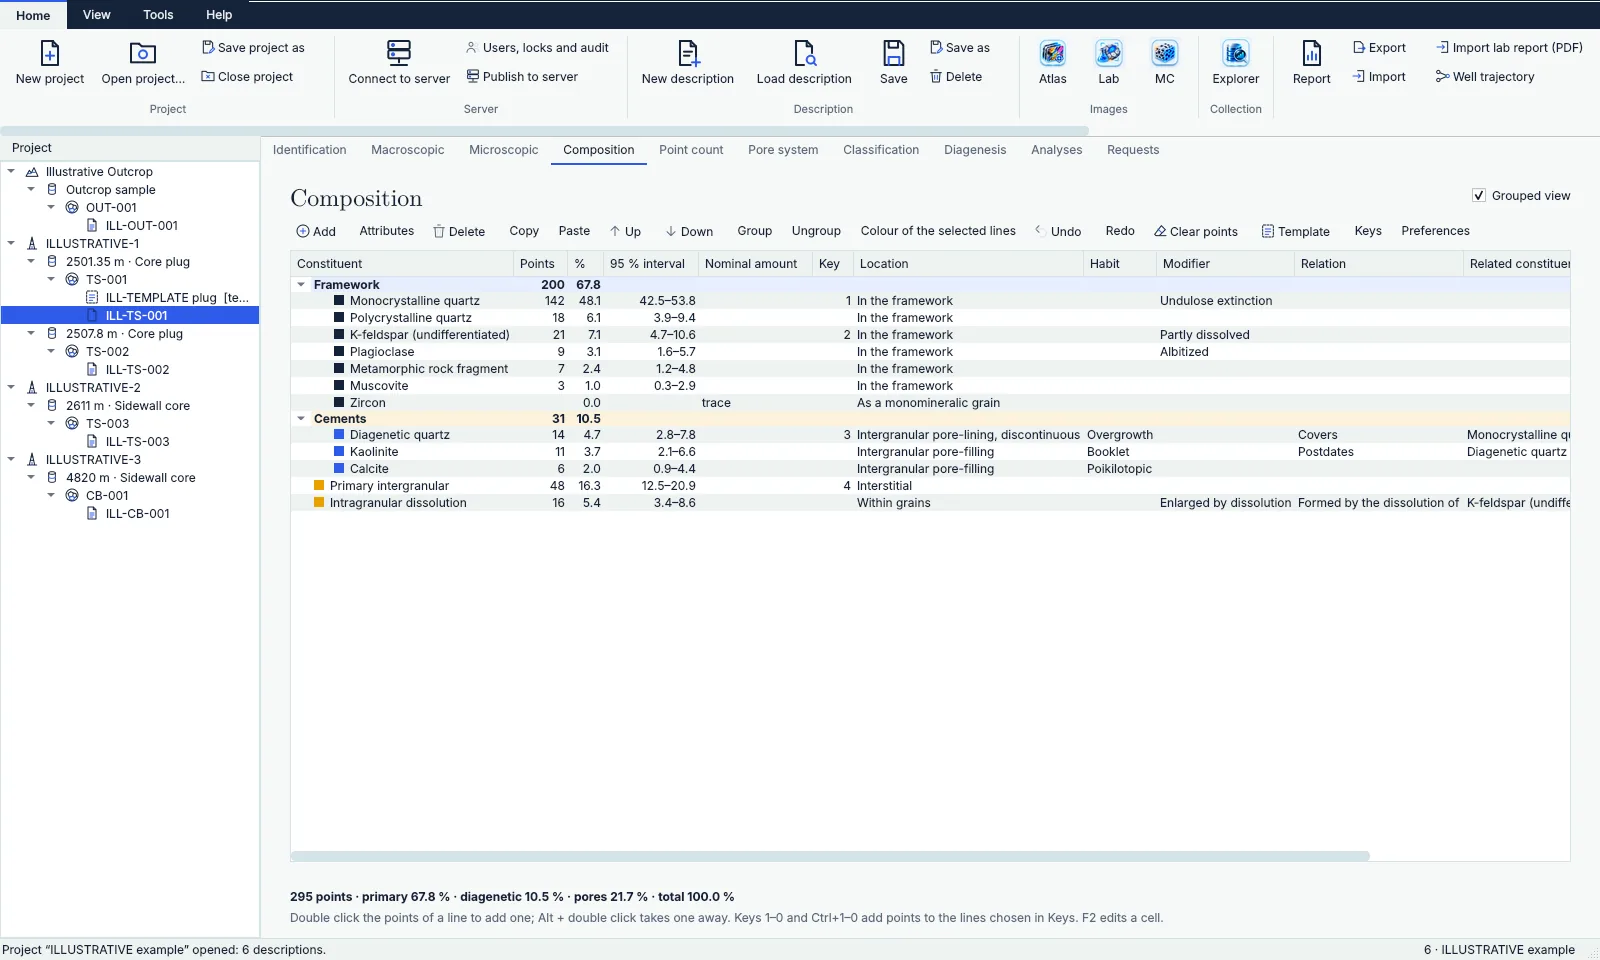 Home View Tools Help
New project Open project... Save project as Close project
Project
Connect to server Users, locks and audit Publish to server
Server
New description Load description Save Save as Delete
Description
Atlas Lab MC
Images
Explorer
Collection
Report Export Import Import lab report (PDF) Well trajectory
Project
Illustrative Outcrop
Outcrop sample
OUT-001
ILL-OUT-001
ILLUSTRATIVE-1
2501.35 m · Core plug
TS-001
ILL-TEMPLATE plug [te...
ILL-TS-001
2507.8 m · Core plug
TS-002
ILL-TS-002
ILLUSTRATIVE-2
2611 m · Sidewall core
TS-003
ILL-TS-003
ILLUSTRATIVE-3
4820 m · Sidewall core
CB-001
ILL-CB-001
Identification Macroscopic Microscopic Composition Point count Pore system Classification Diagenesis Analyses Requests
Composition Grouped view
Add Attributes Delete Copy Paste Up Down Group Ungroup Colour of the selected lines Undo Redo Clear points Template Keys Preferences
Constituent Points % 95 % interval Nominal amount Key Location Habit Modifier Relation Related constituer
Framework 200 67.8
Monocrystalline quartz 142 48.1 42.5–53.8 1 In the framework Undulose extinction
Polycrystalline quartz 18 6.1 3.9–9.4 In the framework
K-feldspar (undifferentiated) 21 7.1 4.7–10.6 2 In the framework Partly dissolved
Plagioclase 9 3.1 1.6–5.7 In the framework Albitized
Metamorphic rock fragment 7 2.4 1.2–4.8 In the framework
Muscovite 3 1.0 0.3–2.9 In the framework
Zircon 0.0 trace As a monomineralic grain
Cements 31 10.5
Diagenetic quartz 14 4.7 2.8–7.8 3 Intergranular pore-lining, discontinuous Overgrowth Covers Monocrystalline qu
Kaolinite 11 3.7 2.1–6.6 Intergranular pore-filling Booklet Postdates Diagenetic quartz
Calcite 6 2.0 0.9–4.4 Intergranular pore-filling Poikilotopic
Primary intergranular 48 16.3 12.5–20.9 4 Interstitial
Intragranular dissolution 16 5.4 3.4–8.6 Within grains Enlarged by dissolution Formed by the dissolution of K-feldspar (undiffe
295 points · primary 67.8 % · diagenetic 10.5 % · pores 21.7 % · total 100.0 %
Double click the points of a line to add one; Alt + double click takes one away. Keys 1–0 and Ctrl+1–0 add points to the lines chosen in Keys. F2 edits a cell.
Project “ILLUSTRATIVE example” opened: 6 descriptions. 6 · ILLUSTRATIVE example